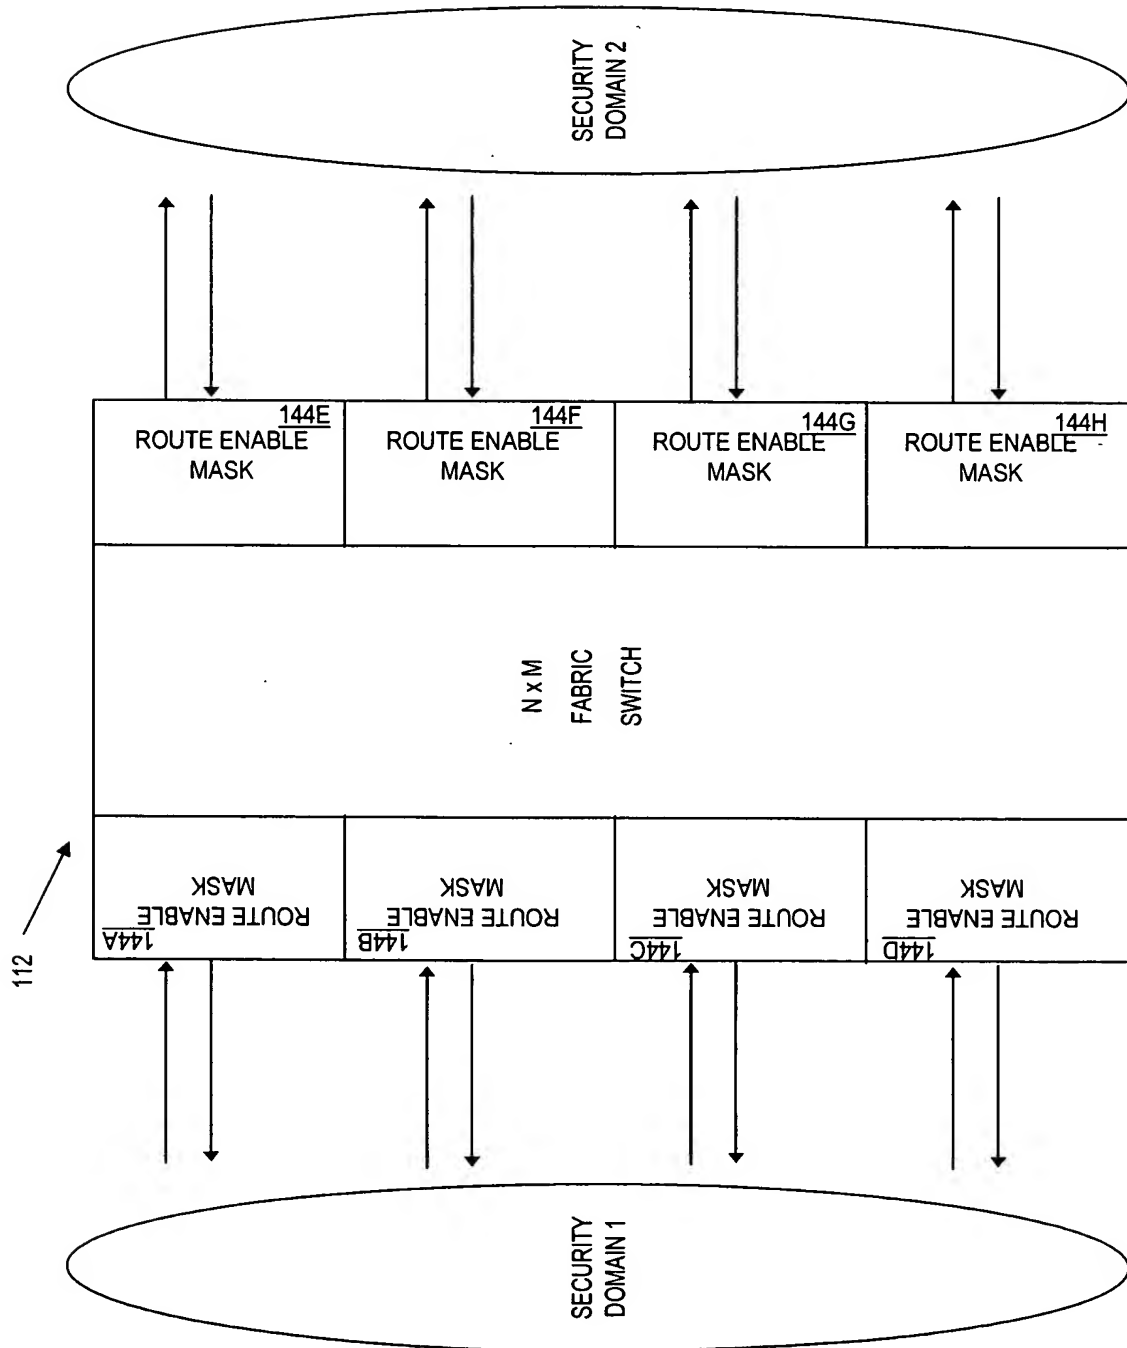 SECURITY
DOMAIN 2
144E
ROUTE ENABLE
MASK
144F
ROUTE ENABLE
MASK
144G
ROUTE ENABLE
MASK
144H
ROUTE ENABLE
MASK
N x M
FABRIC
SWITCH
112
144A
ROUTE ENABLE
MASK
144B
ROUTE ENABLE
MASK
144C
ROUTE ENABLE
MASK
144D
ROUTE ENABLE
MASK
SECURITY
DOMAIN 1